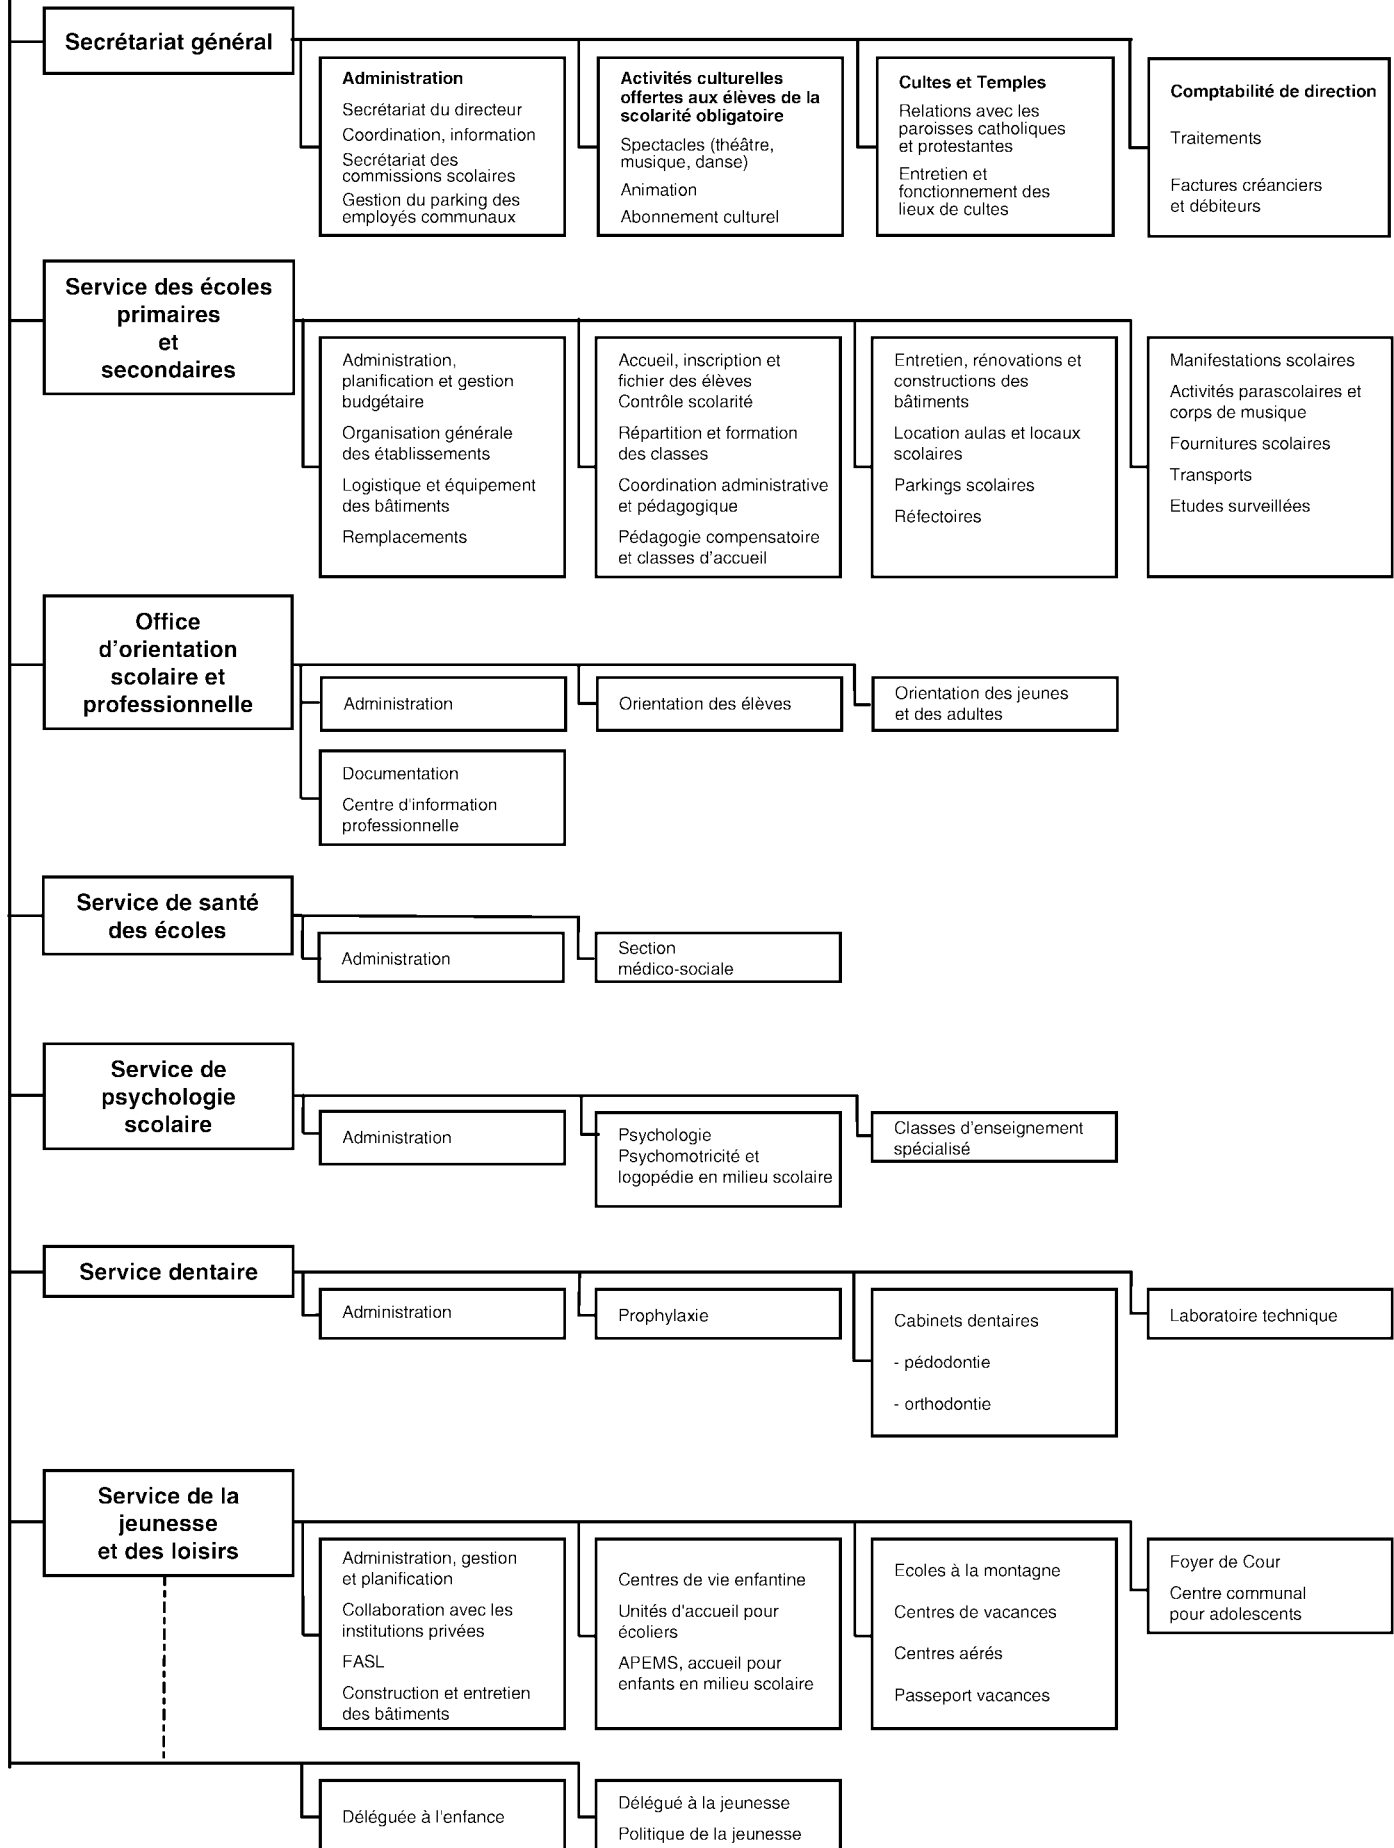 Secrétariat général
Administration
Secrétariat du directeur
Coordination, information
Secrétariat des
commissions scolaires
Gestion du parking des
employés communaux
Activités culturelles
offertes aux élèves de la
scolarité obligatoire
Spectacles (théâtre,
musique, danse)
Animation
Abonnement culturel
Cultes et Temples
Relations avec les
paroisses catholiques
et protestantes
Entretien et
fonctionnement des
lieux de cultes
Comptabilité de direction
Traitements
Factures créanciers
et débiteurs
Service des écoles
primaires
et
secondaires
Administration,
planification et gestion
budgétaire
Organisation générale
des établissements
Logistique et équipement
des bâtiments
Remplacements
Accueil, inscription et
fichier des élèves
Contrôle scolarité
Répartition et formation
des classes
Coordination administrative
et pédagogique
Pédagogie compensatoire
et classes d'accueil
Entretien, rénovations et
constructions des
bâtiments
Location aulas et locaux
scolaires
Parkings scolaires
Réfectoires
Manifestations scolaires
Activités parascolaires et
corps de musique
Fournitures scolaires
Transports
Etudes surveillées
Office
d'orientation
scolaire et
professionnelle
Administration
Orientation des élèves
Orientation des jeunes
et des adultes
Documentation
Centre d'information
professionnelle
Service de santé
des écoles
Administration
Section
médico-sociale
Service de
psychologie
scolaire
Administration
Psychologie
Psychomotricité et
logopédie en milieu scolaire
Classes d'enseignement
spécialisé
Service dentaire
Administration
Prophylaxie
Cabinets dentaires
- pédodontie
- orthodontie
Laboratoire technique
Service de la
jeunesse
et des loisirs
Administration, gestion
et planification
Collaboration avec les
institutions privées
FASL
Construction et entretien
des bâtiments
Centres de vie enfantine
Unités d'accueil pour
écoliers
APEMS, accueil pour
enfants en milieu scolaire
Ecoles à la montagne
Centres de vacances
Centres aérés
Passeport vacances
Foyer de Cour
Centre communal
pour adolescents
Déléguée à l'enfance
Délégué à la jeunesse
Politique de la jeunesse